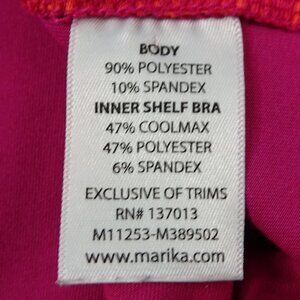 BODY
90% POLYESTER
10% SPANDEX
INNER SHELF BRA
47% COOLMAX
47% POLYESTER
6% SPANDEX
EXCLUSIVE OF TRIMS
RN# 137013
M11253-M389502
www.marika.com